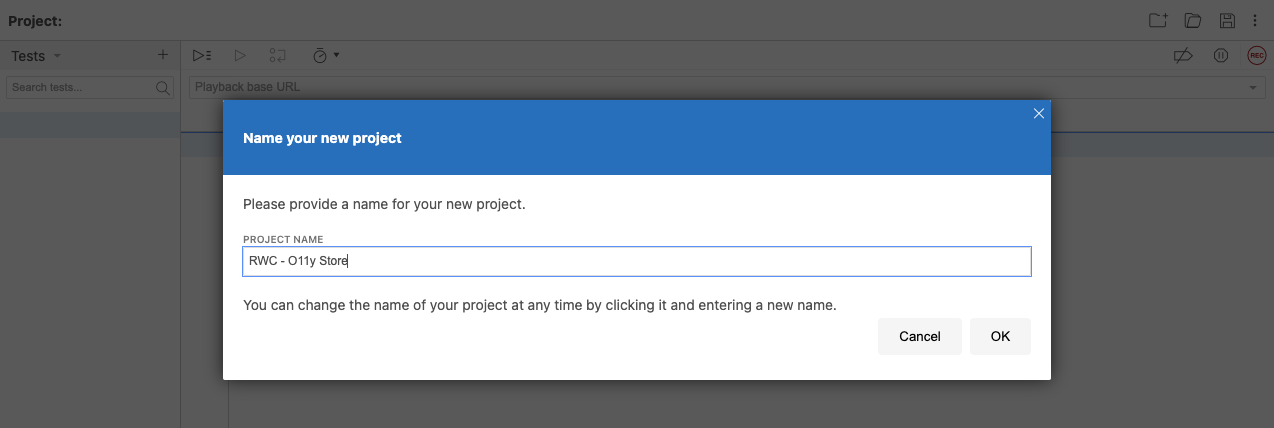 Project:
Tests
Search tests...
Playback base URL
REC
Name your new project
Please provide a name for your new project.
PROJECT NAME
RWC - O11y Store
You can change the name of your project at any time by clicking it and entering a new name.
Cancel
OK